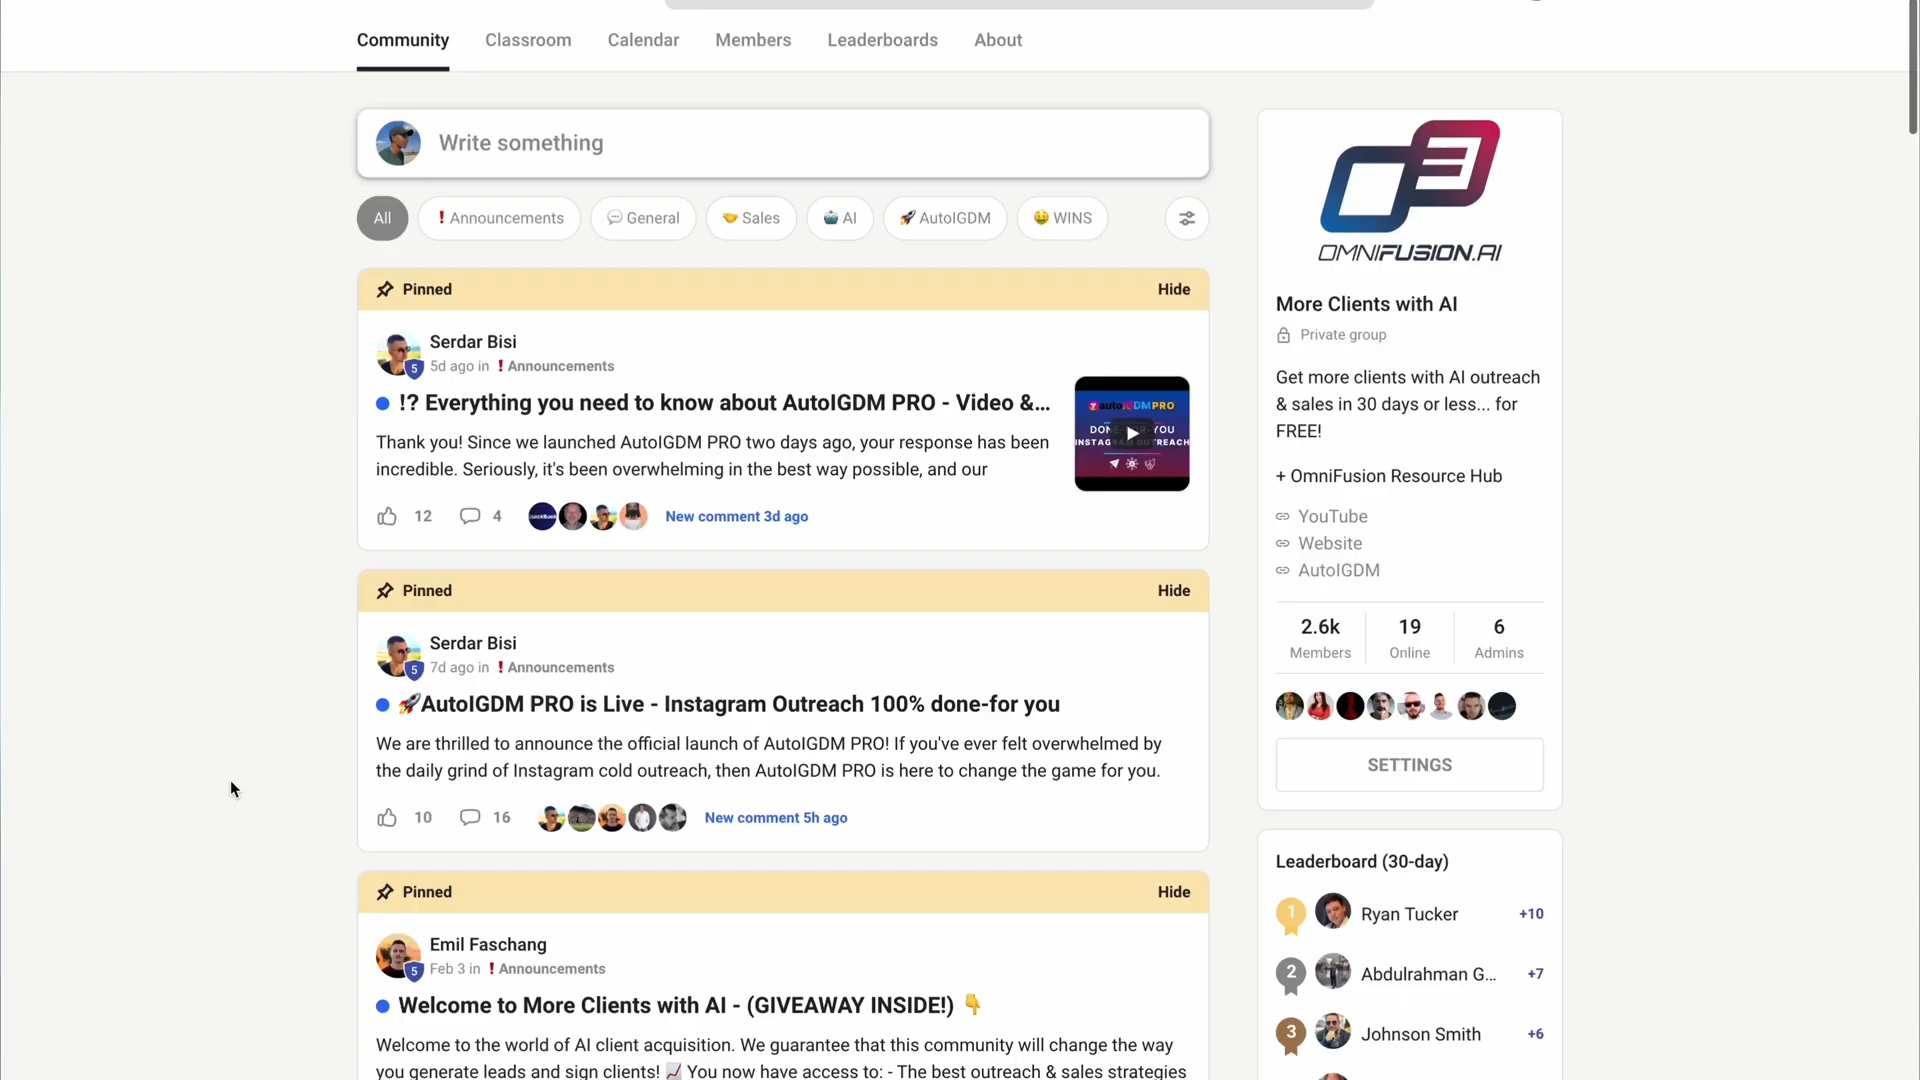 Community
Classroom
Calendar
Members
Leaderboards
About
Write something
All
❗Announcements
💬 General
🤝 Sales
🤖 AI
🚀 AutoIGDM
🤑 WINS
Pinned
Hide
Serdar Bisi
5
5d ago in ❗Announcements
⁉ Everything you need to know about AutoIGDM PRO - Video &...
Thank you! Since we launched AutoIGDM PRO two days ago, your response has been
incredible. Seriously, it's been overwhelming in the best way possible, and our
autoIGDMPRO
12
4
New comment 3d ago
Pinned
Hide
Serdar Bisi
5
7d ago in ❗Announcements
🚀AutoIGDM PRO is Live - Instagram Outreach 100% done-for you
We are thrilled to announce the official launch of AutoIGDM PRO! If you've ever felt overwhelmed by
the daily grind of Instagram cold outreach, then AutoIGDM PRO is here to change the game for you.
10
16
New comment 5h ago
Pinned
Hide
Emil Faschang
5
Feb 3 in ❗Announcements
Welcome to More Clients with AI - (GIVEAWAY INSIDE!) 👇
Welcome to the world of AI client acquisition. We guarantee that this community will change the way
you generate leads and sign clients! 📈 You now have access to: - The best outreach & sales strategies
OMNIFUSION.AI
More Clients with AI
Private group
Get more clients with AI outreach
& sales in 30 days or less... for
FREE!
+ OmniFusion Resource Hub
YouTube
Website
AutoIGDM
2.6k
Members
19
Online
6
Admins
SETTINGS
Leaderboard (30-day)
1
Ryan Tucker
+10
2
Abdulrahman G...
+7
3
Johnson Smith
+6